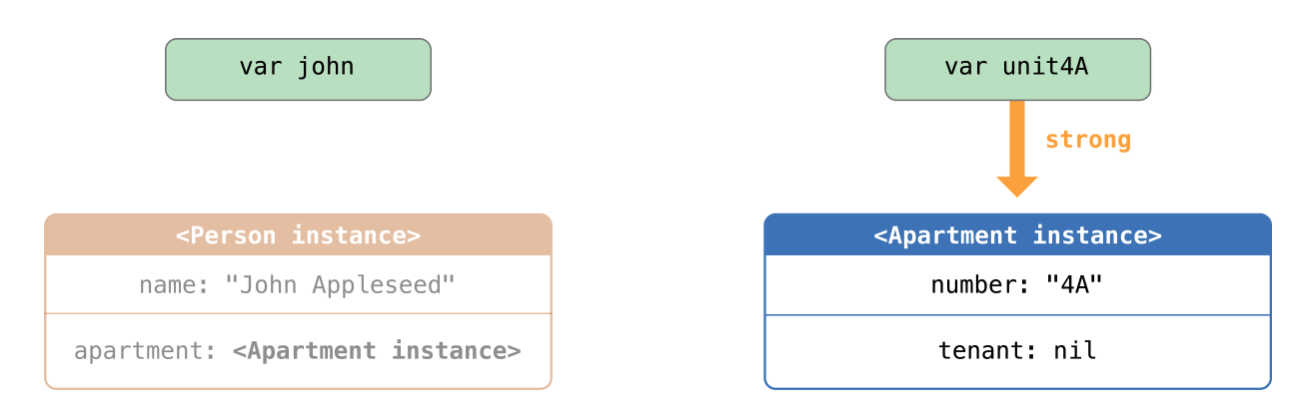 var john
var unit4A
strong
<Person instance>
name: "John Appleseed"
apartment: <Apartment instance>
<Apartment instance>
number: "4A"
tenant: nil